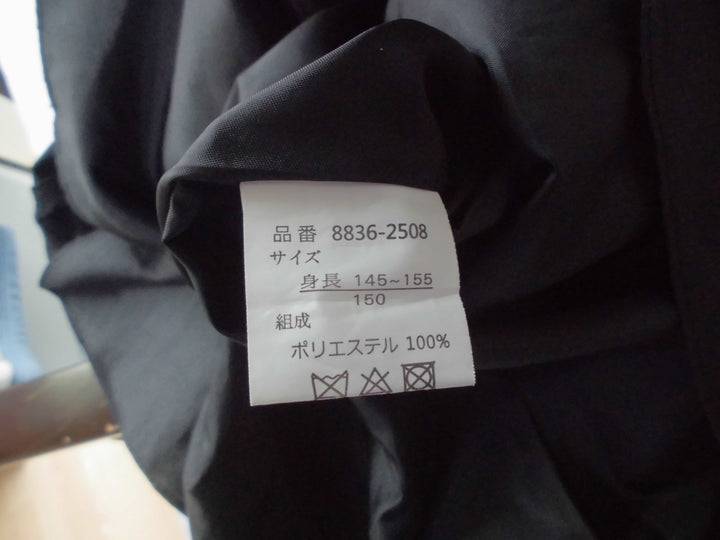 品番 8836-2508
サイズ
身長 145~155
150
組成
ポリエステル 100%